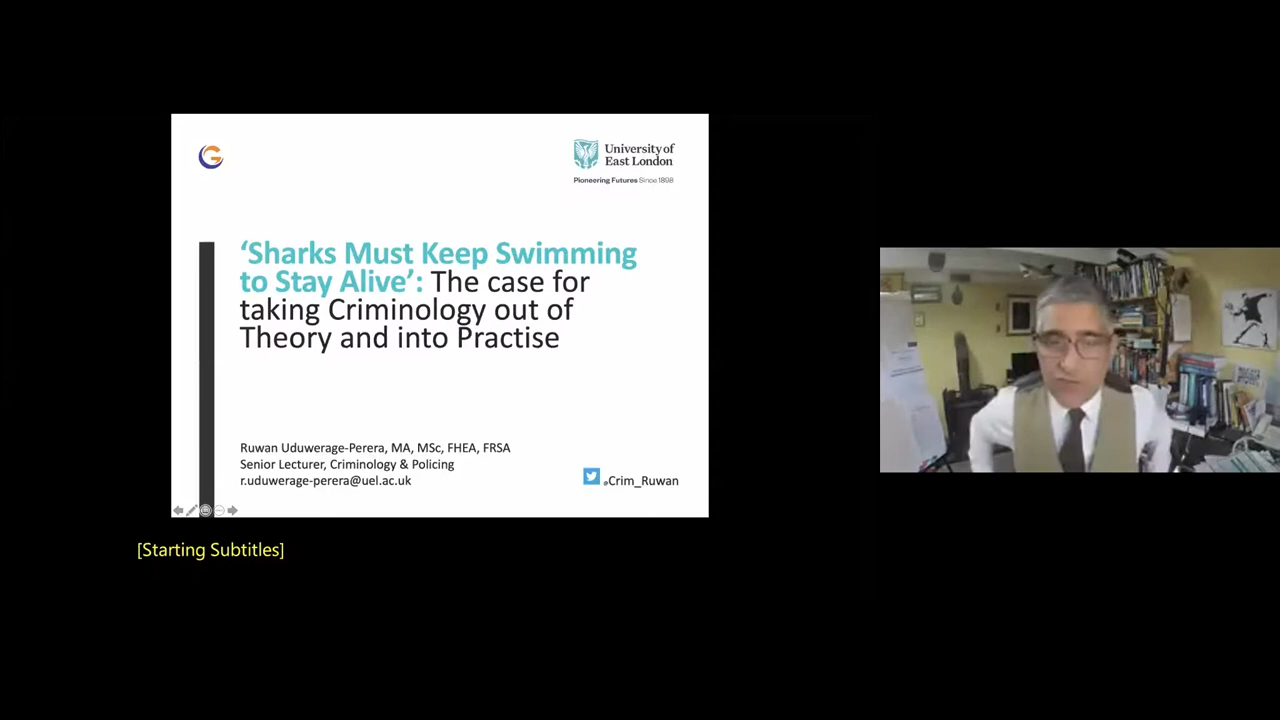 University of
East London
Pioneering Futures Since 1898
‘Sharks Must Keep Swimming
to Stay Alive’: The case for
taking Criminology out of
Theory and into Practise
Ruwan Uduwerage-Perera, MA, MSc, FHEA, FRSA
Senior Lecturer, Criminology & Policing
r.uduwerage-perera@uel.ac.uk
@Crim_Ruwan
[Starting Subtitles]